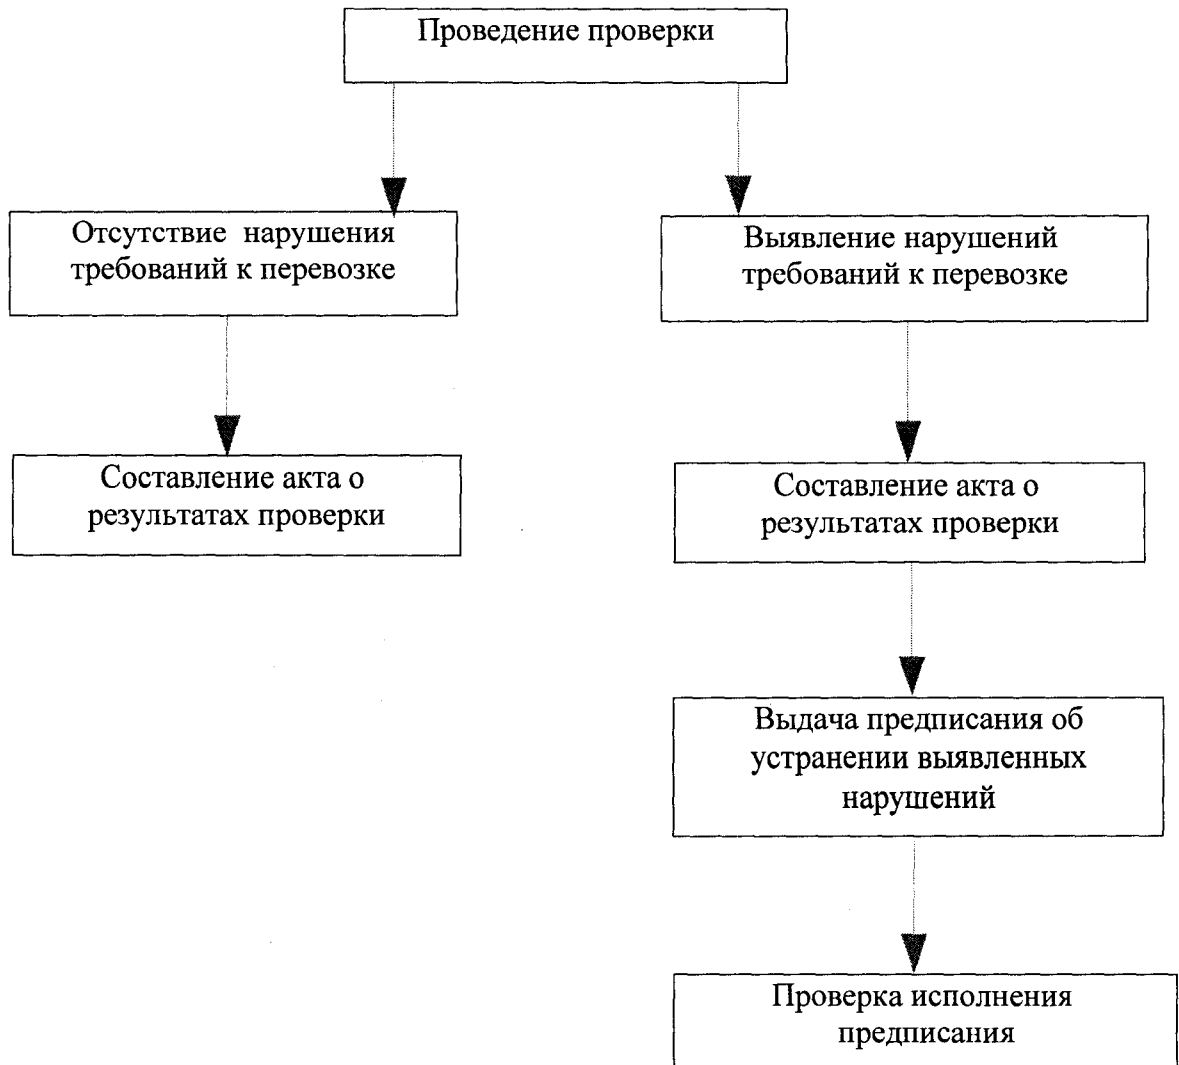 Проведение проверки
Отсутствие нарушения
требований к перевозке
Выявление нарушений
требований к перевозке
Составление акта о
результатах проверки
Составление акта о
результатах проверки
Выдача предписания об
устранении выявленных
нарушений
Проверка исполнения
предписания